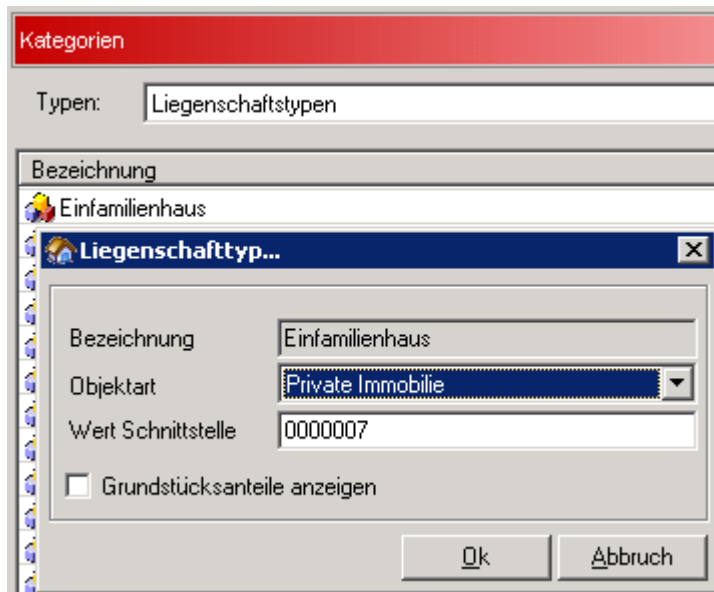 Kategorien
Typen: Liegenschaftstypen
Bezeichnung
Einfamilienhaus
Liegenschafttyp...
Bezeichnung Einfamilienhaus
Objektart Private Immobilie
Wert Schnittstelle 0000007
Grundstücksanteile anzeigen
Ok Abbruch